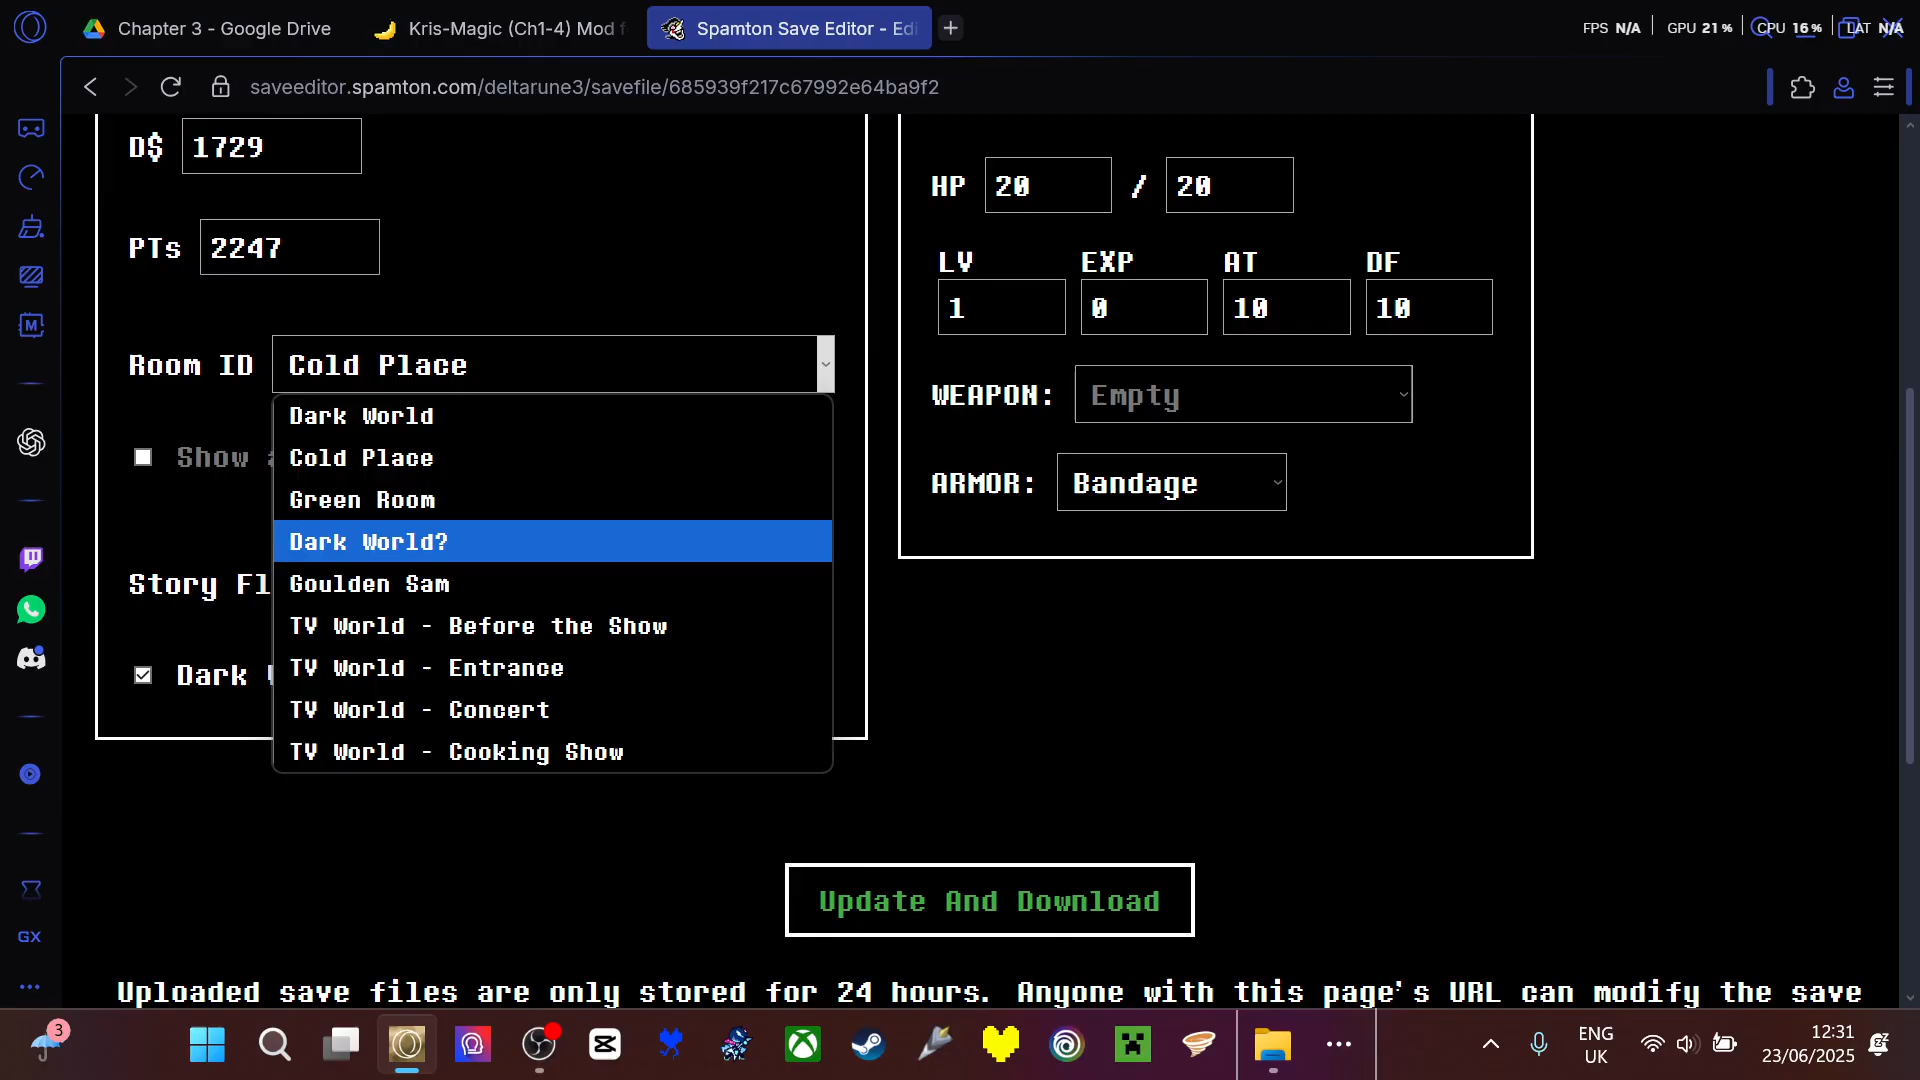 Chapter 3 - Google Drive
Kris-Magic (Ch1-4) Mod f
Spamton Save Editor - Edi
FPS N/A
GPU 21 %
CPU 16 %
LAT N/A
saveeditor.spamton.com/deltarune3/savefile/685939f217c67992e64ba9f2
D$ 1729
PTs 2247
Room ID Cold Place
Dark World
Cold Place
Green Room
Dark World?
Goulden Sam
TV World - Before the Show
TV World - Entrance
TV World - Concert
TV World - Cooking Show
Show
Story Fl
Dark
HP 20 / 20
LV EXP AT DF
1 0 10 10
WEAPON: Empty
ARMOR: Bandage
Update And Download
Uploaded save files are only stored for 24 hours. Anyone with this page's URL can modify the save
M
GX
3
ENG
UK
12:31
23/06/2025